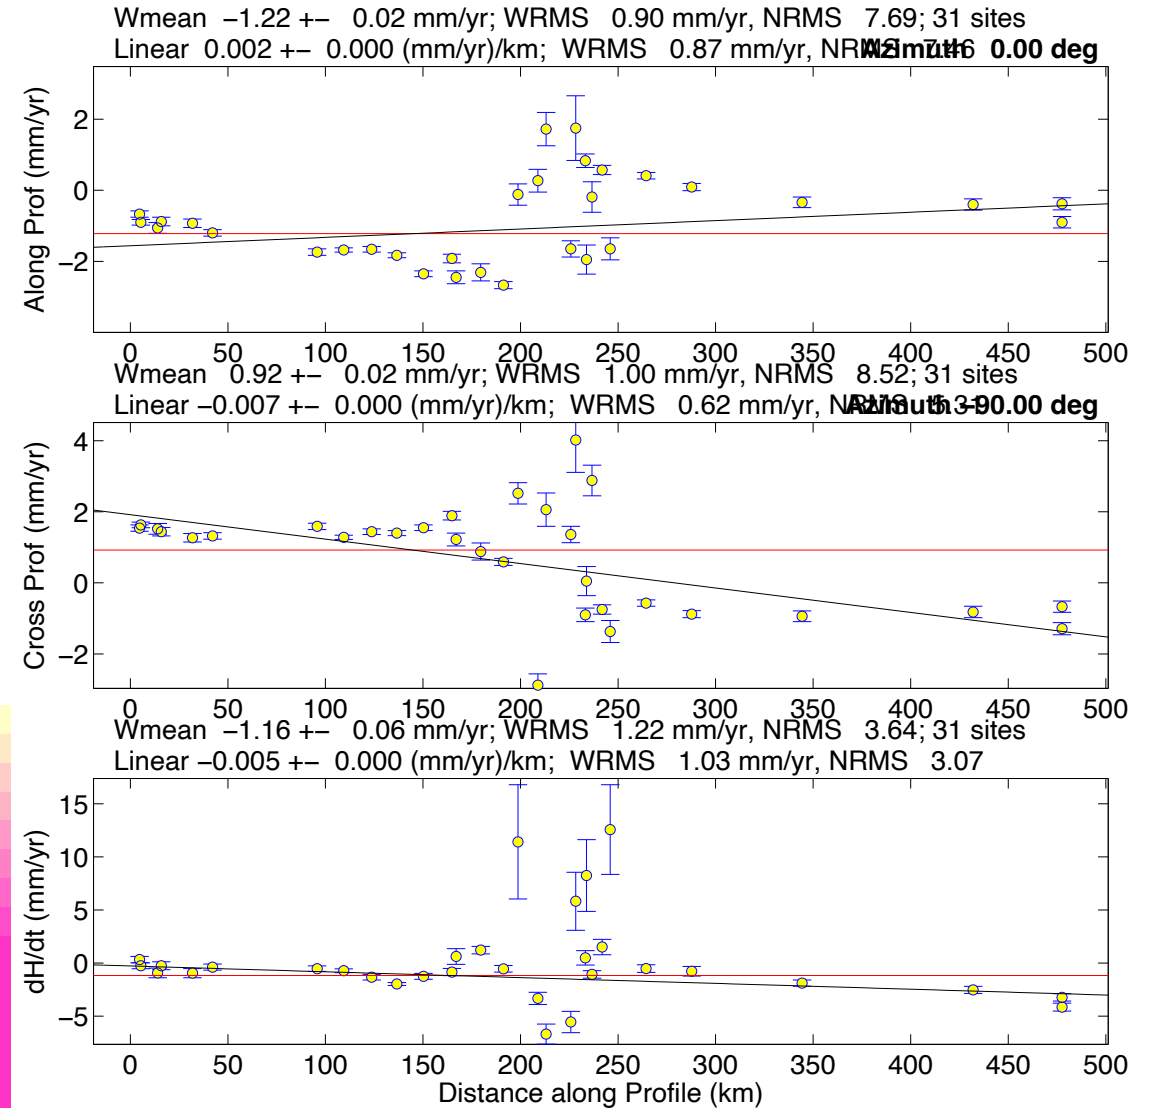 Wmean −1.22 +− 0.02 mm/yr; WRMS 0.90 mm/yr, NRMS 7.69; 31 sites
Linear 0.002 +− 0.000 (mm/yr)/km; WRMS 0.87 mm/yr, NRMS 7.46 Azimuth 0.00 deg
Along Prof (mm/yr)
2
0
−2
0 50 100 150 200 250 300 350 400 450 500
Wmean 0.92 +− 0.02 mm/yr; WRMS 1.00 mm/yr, NRMS 8.52; 31 sites
Linear −0.007 +− 0.000 (mm/yr)/km; WRMS 0.62 mm/yr, NRMS Azimuth −90.00 deg
Cross Prof (mm/yr)
4
2
0
−2
0 50 100 150 200 250 300 350 400 450 500
Wmean −1.16 +− 0.06 mm/yr; WRMS 1.22 mm/yr, NRMS 3.64; 31 sites
Linear −0.005 +− 0.000 (mm/yr)/km; WRMS 1.03 mm/yr, NRMS 3.07
dH/dt (mm/yr)
15
10
5
0
−5
0 50 100 150 200 250 300 350 400 450 500
Distance along Profile (km)